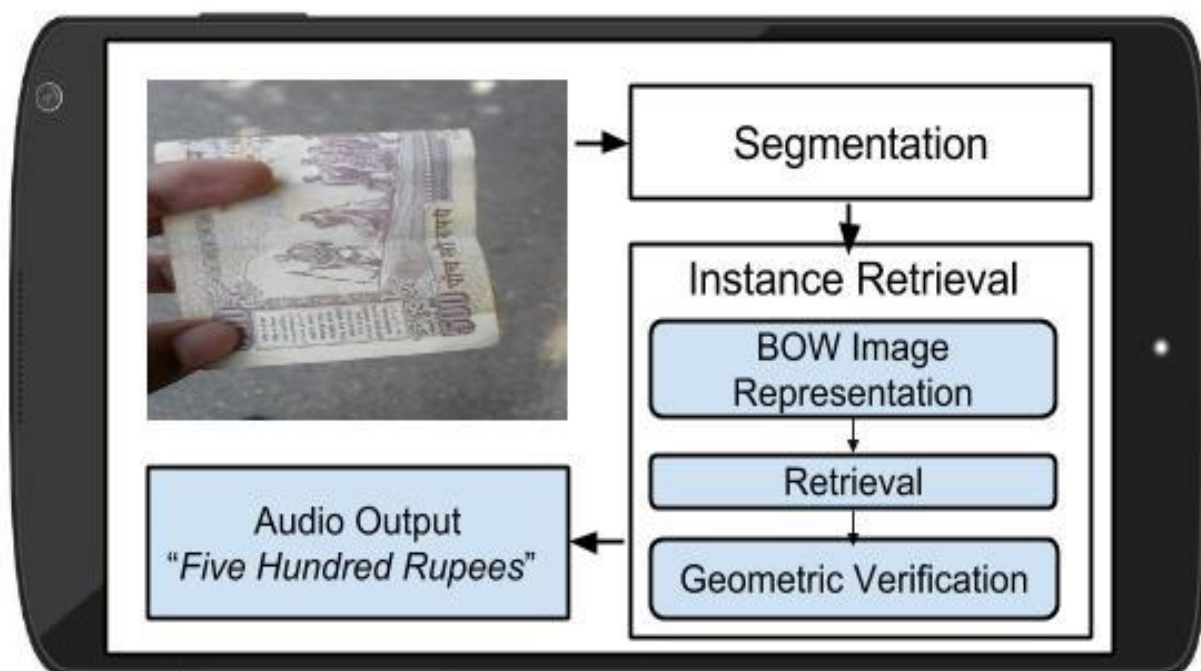 Segmentation
Instance Retrieval
BOW Image
Representation
Retrieval
Geometric Verification
Audio Output
“Five Hundred Rupees”